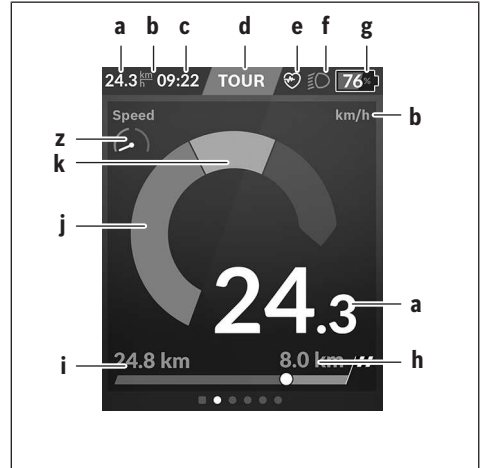 a b c d e f g
24.3 km/h 09:22 TOUR 76%
Speed km/h b
z
k
j
24.3 a
i 24.8 km 8.0 km h